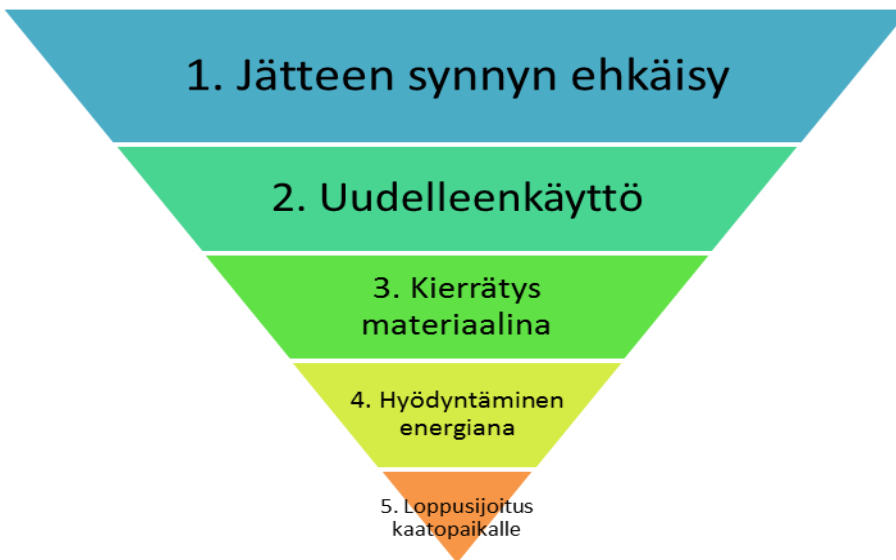 1. Jätteen synnyn ehkäisy
2. Uudelleenkäyttö
3. Kierrätys
materiaalina
4. Hyödyntäminen
energiana
5. Loppusijoitus
kaatopaikalle